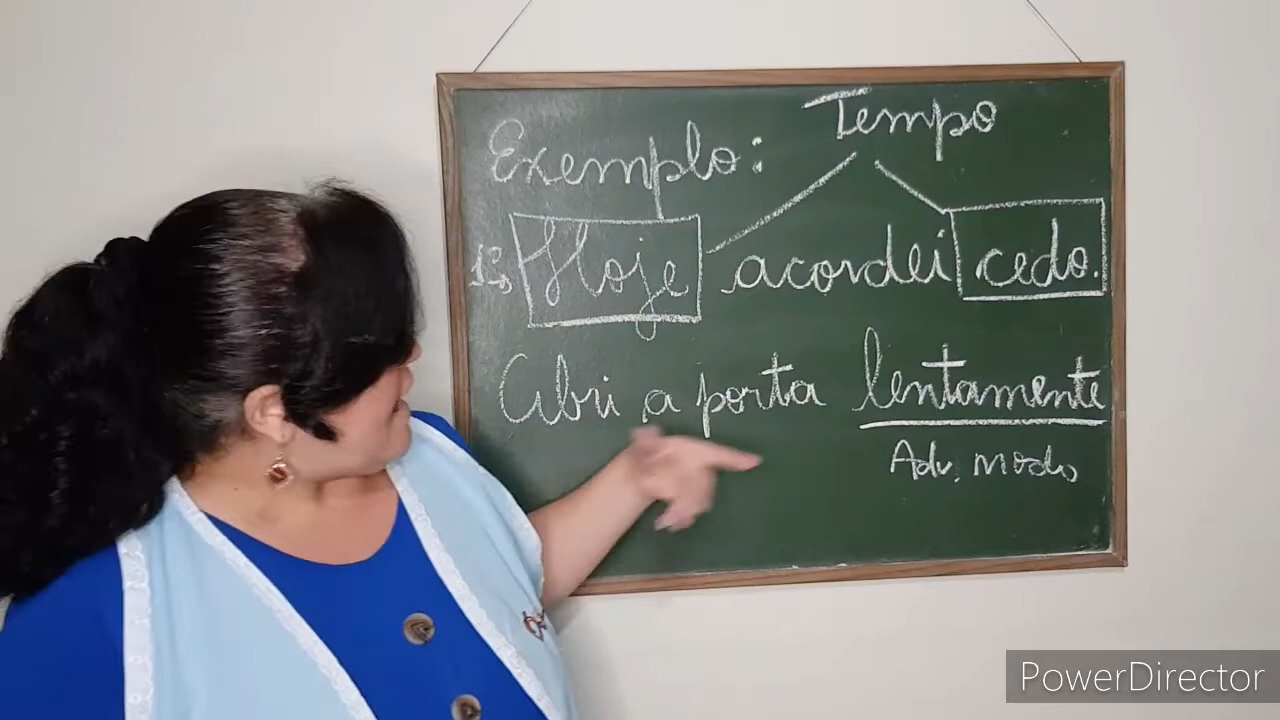 Tempo
Exemplo:
1º Hoje acordei cedo.
Abri a porta lentamente
Adv. modo
PowerDirector